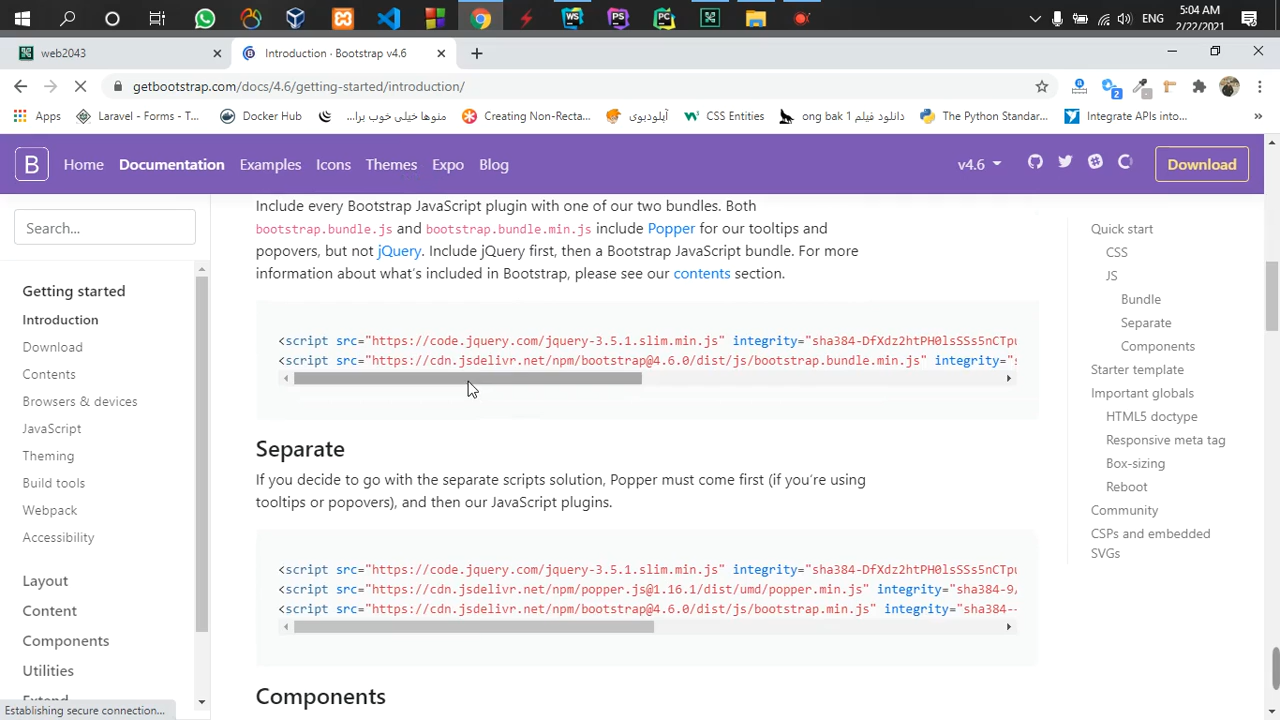 ENG
5:04 AM
2/22/2021
web2043
Introduction · Bootstrap v4.6
getbootstrap.com/docs/4.6/getting-started/introduction/
2
Apps
Laravel - Forms - T...
Docker Hub
منوها خیلی خوب پرا...
Creating Non-Recta...
آپلودبوی
CSS Entities
دانلود فیلم ong bak 1
The Python Standar...
Integrate APIs into...
B
Home
Documentation
Examples
Icons
Themes
Expo
Blog
v4.6
Download
Search...
Getting started
Introduction
Download
Contents
Browsers & devices
JavaScript
Theming
Build tools
Webpack
Accessibility
Layout
Content
Components
Utilities
Extend
Include every Bootstrap JavaScript plugin with one of our two bundles. Both
bootstrap.bundle.js and bootstrap.bundle.min.js include Popper for our tooltips and
popovers, but not jQuery. Include jQuery first, then a Bootstrap JavaScript bundle. For more
information about what's included in Bootstrap, please see our contents section.
<script src="https://code.jquery.com/jquery-3.5.1.slim.min.js" integrity="sha384-DfXdz2htPH0lsSSs5nCTpu
<script src="https://cdn.jsdelivr.net/npm/bootstrap@4.6.0/dist/js/bootstrap.bundle.min.js" integrity="s
Separate
If you decide to go with the separate scripts solution, Popper must come first (if you're using
tooltips or popovers), and then our JavaScript plugins.
<script src="https://code.jquery.com/jquery-3.5.1.slim.min.js" integrity="sha384-DfXdz2htPH0lsSSs5nCTpu
<script src="https://cdn.jsdelivr.net/npm/popper.js@1.16.1/dist/umd/popper.min.js" integrity="sha384-9/
<script src="https://cdn.jsdelivr.net/npm/bootstrap@4.6.0/dist/js/bootstrap.min.js" integrity="sha384--
Components
Quick start
CSS
JS
Bundle
Separate
Components
Starter template
Important globals
HTML5 doctype
Responsive meta tag
Box-sizing
Reboot
Community
CSPs and embedded
SVGs
Establishing secure connection...